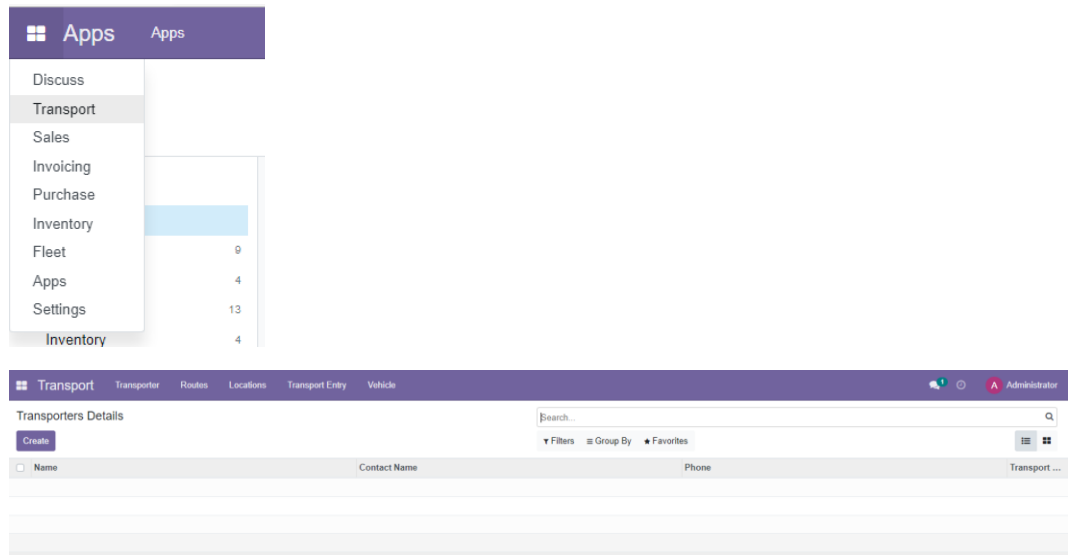 Apps Apps
Discuss
Transport
Sales
Invoicing
Purchase
Inventory
Fleet 9
Apps 4
Settings 13
Inventory 4
Transport Transporter Routes Locations Transport Entry Vehicle 1 A Administrator
Transporters Details Search...
Create Filters Group By Favorites
Name Contact Name Phone Transport ...